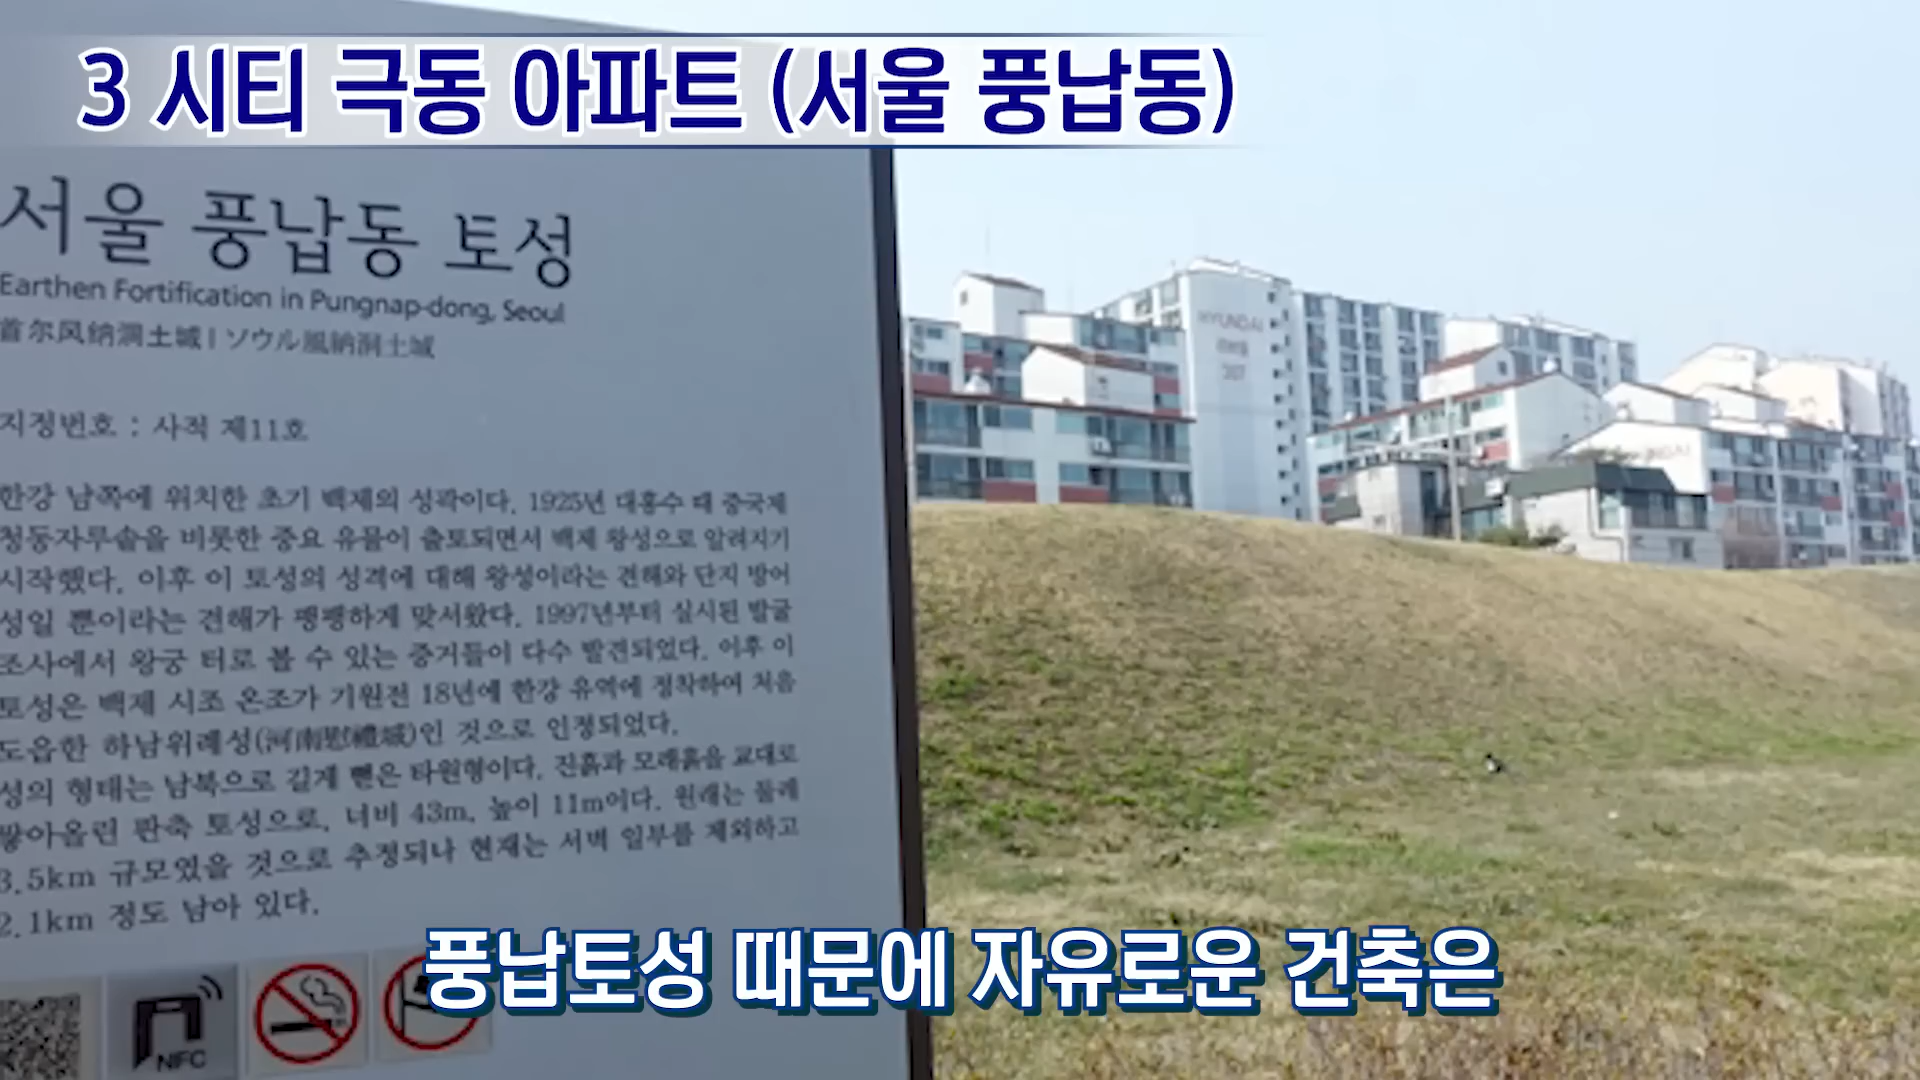 3 시티 극동 아파트 (서울 풍납동)
서울 풍납동 토성
Earthen Fortification in Pungnap-dong, Seoul
首尔风纳洞土城 | ソウル風納洞土城
지정번호 : 사적 제11호
한강 남쪽에 위치한 초기 백제의 성곽이다. 1925년 대홍수 때 중국제
청동자루솥을 비롯한 중요 유물이 출토되면서 백제 왕성으로 알려지기
시작했다. 이후 이 토성의 성격에 대해 왕성이라는 견해와 단지 방어
성일 뿐이라는 견해가 팽팽하게 맞서왔다. 1997년부터 실시된 발굴
조사에서 왕궁 터로 볼 수 있는 증거들이 다수 발견되었다. 이후 이
토성은 백제 시조 온조가 기원전 18년에 한강 유역에 정착하여 처음
도읍한 하남위례성(河南慰禮城)인 것으로 인정되었다.
성의 형태는 남북으로 길게 뻗은 타원형이다. 진흙과 모래흙을 교대로
쌓아올린 판축 토성으로, 너비 43m, 높이 11m이다. 원래는 둘레
3.5km 규모였을 것으로 추정되나 현재는 서벽 일부를 제외하고
2.1km 정도 남아 있다.
NFC
HYUNDAI
307
풍납토성 때문에 자유로운 건축은